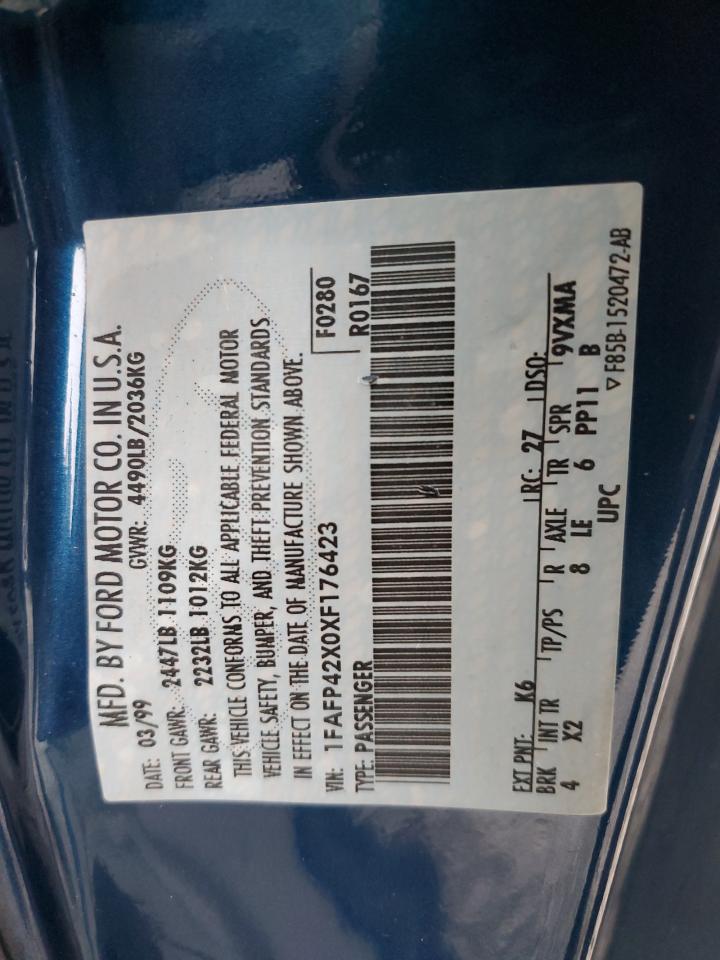 MFD. BY FORD MOTOR CO. IN U.S.A.
DATE: 03/99 GVWR: 4490LB/2036KG
FRONT GAWR: 2447LB 1109KG
REAR GAWR: 2232LB 1012KG
THIS VEHICLE CONFORMS TO ALL APPLICABLE FEDERAL MOTOR
VEHICLE SAFETY, BUMPER, AND THEFT PREVENTION STANDARDS
IN EFFECT ON THE DATE OF MANUFACTURE SHOWN ABOVE.
VIN: 1FAFP42X0XF176423 F0280
TYPE: PASSENGER R0167
EXT PNT: K6 RC: 27 DSO:
BRK INT TR TP/PS R AXLE TR SPR 9VXMA
4 X2 8 LE 6 PP11 B
UPC ▽ F85B-1520472-AB